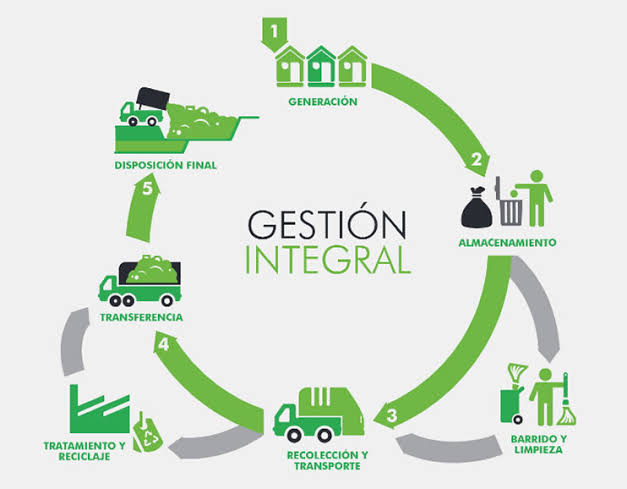 1
GENERACIÓN
2
ALMACENAMIENTO
BARRIDO Y
LIMPIEZA
3
RECOLECCIÓN Y
TRANSPORTE
TRATAMIENTO Y
RECICLAJE
4
TRANSFERENCIA
5
DISPOSICIÓN FINAL
GESTIÓN
INTEGRAL